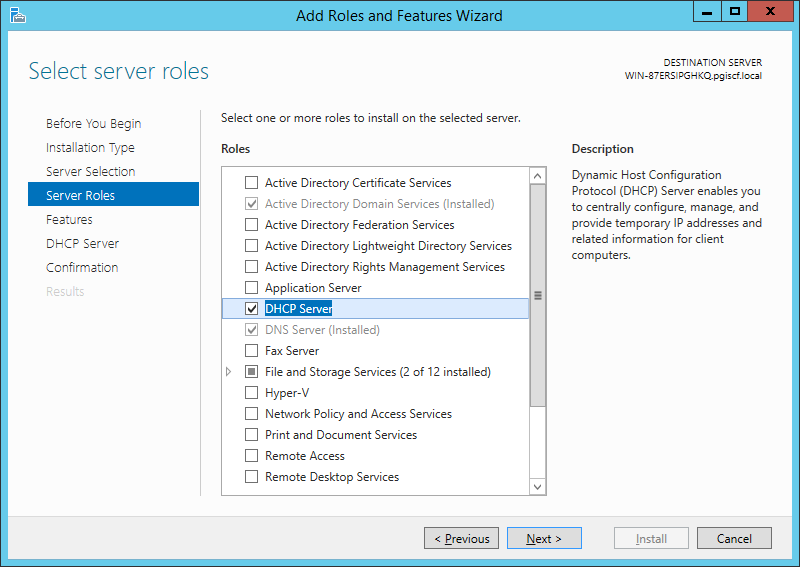 Add Roles and Features Wizard
Select server roles
DESTINATION SERVER
WIN-87ERSIPGHKQ.pgiscf.local
Before You Begin
Installation Type
Server Selection
Server Roles
Features
DHCP Server
Confirmation
Results
Select one or more roles to install on the selected server.
Roles
Active Directory Certificate Services
Active Directory Domain Services (Installed)
Active Directory Federation Services
Active Directory Lightweight Directory Services
Active Directory Rights Management Services
Application Server
DHCP Server
DNS Server (Installed)
Fax Server
File and Storage Services (2 of 12 installed)
Hyper-V
Network Policy and Access Services
Print and Document Services
Remote Access
Remote Desktop Services
Description
Dynamic Host Configuration
Protocol (DHCP) Server enables you
to centrally configure, manage, and
provide temporary IP addresses and
related information for client
computers.
< Previous
Next >
Install
Cancel